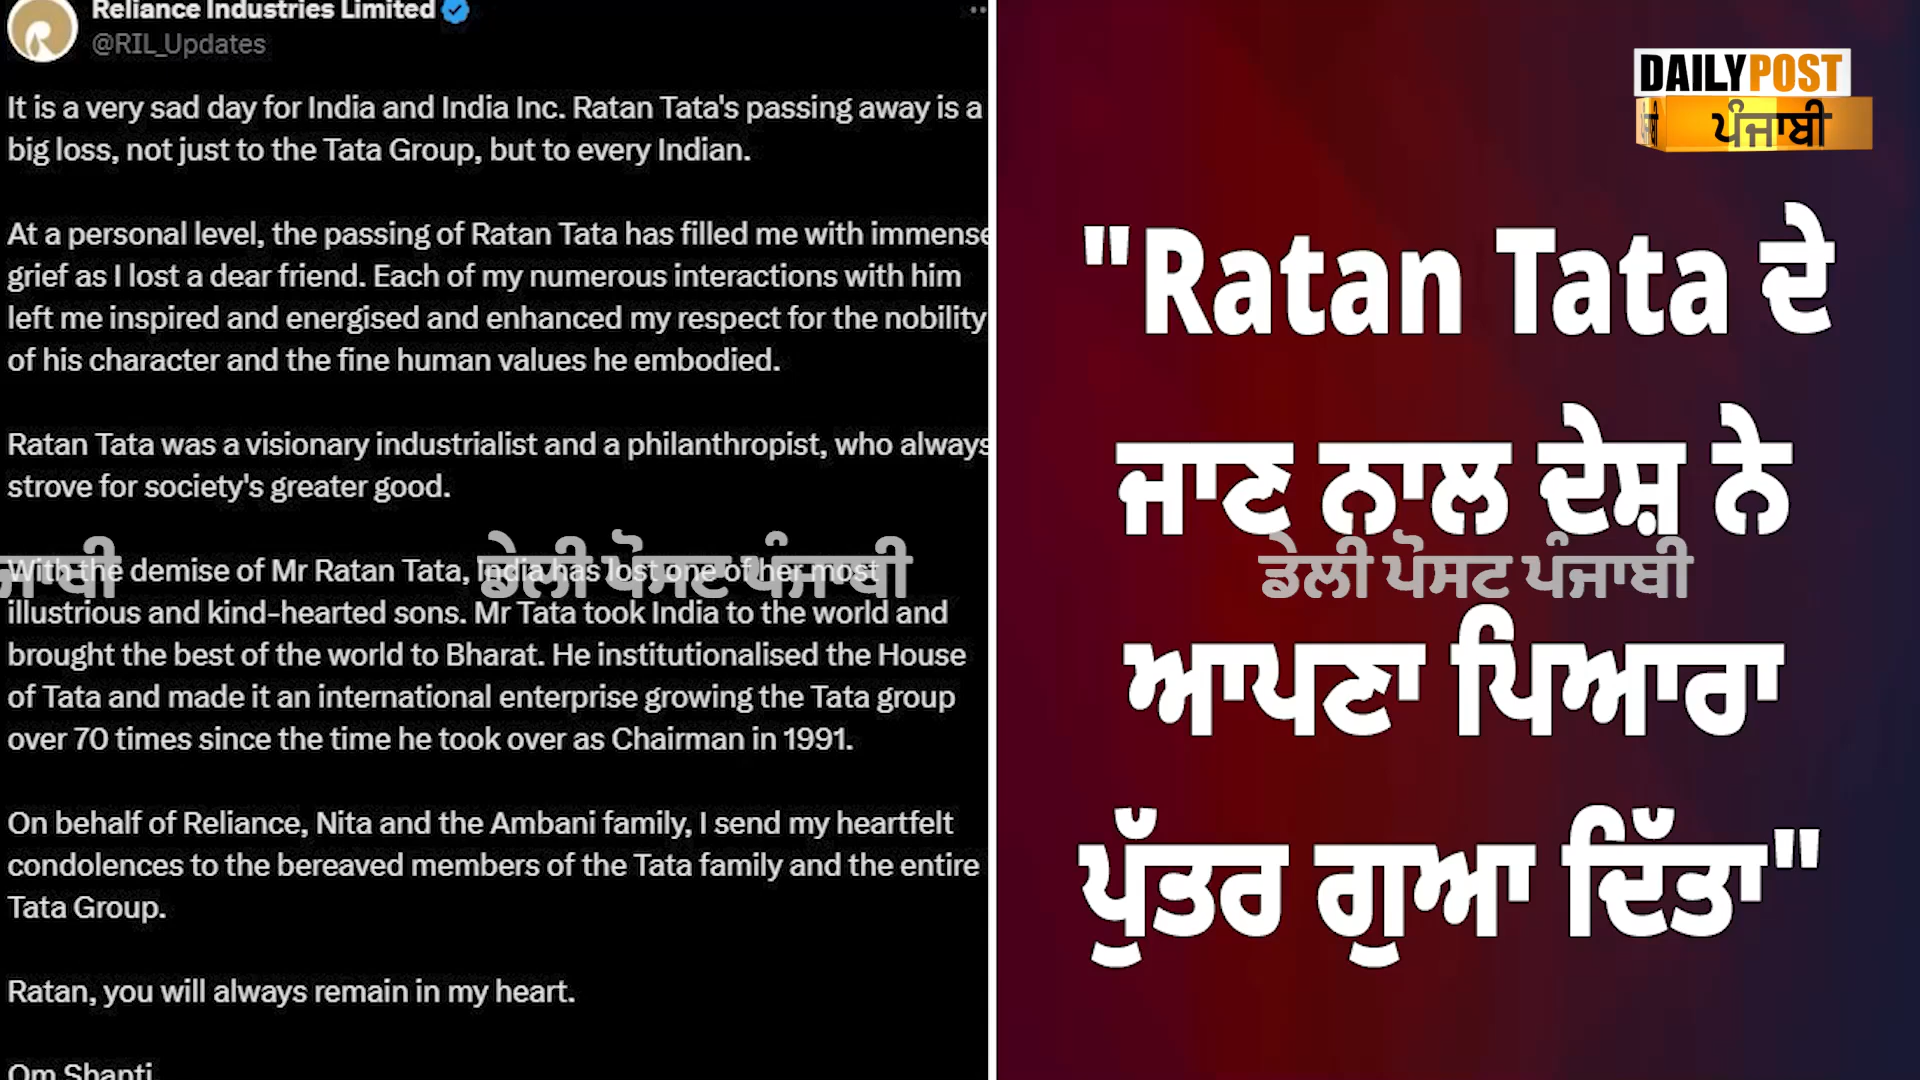 Reliance Industries Limited
@RIL_Updates
It is a very sad day for India and India Inc. Ratan Tata's passing away is a
big loss, not just to the Tata Group, but to every Indian.
At a personal level, the passing of Ratan Tata has filled me with immense
grief as I lost a dear friend. Each of my numerous interactions with him
left me inspired and energised and enhanced my respect for the nobility
of his character and the fine human values he embodied.
Ratan Tata was a visionary industrialist and a philanthropist, who always
strove for society's greater good.
With the demise of Mr Ratan Tata, India has lost one of her most
illustrious and kind-hearted sons. Mr Tata took India to the world and
brought the best of the world to Bharat. He institutionalised the House
of Tata and made it an international enterprise growing the Tata group
over 70 times since the time he took over as Chairman in 1991.
On behalf of Reliance, Nita and the Ambani family, I send my heartfelt
condolences to the bereaved members of the Tata family and the entire
Tata Group.
Ratan, you will always remain in my heart.
Om Shanti
ਡੇਲੀ ਪੋਸਟ ਪੰਜਾਬੀ
DAILYPOST
ਪੰਜਾਬੀ
"Ratan Tata ਦੇ
ਜਾਣ ਨਾਲ ਦੇਸ਼ ਨੇ
ਡੇਲੀ ਪੋਸਟ ਪੰਜਾਬੀ
ਆਪਣਾ ਪਿਆਰਾ
ਪੁੱਤਰ ਗੁਆ ਦਿੱਤਾ"